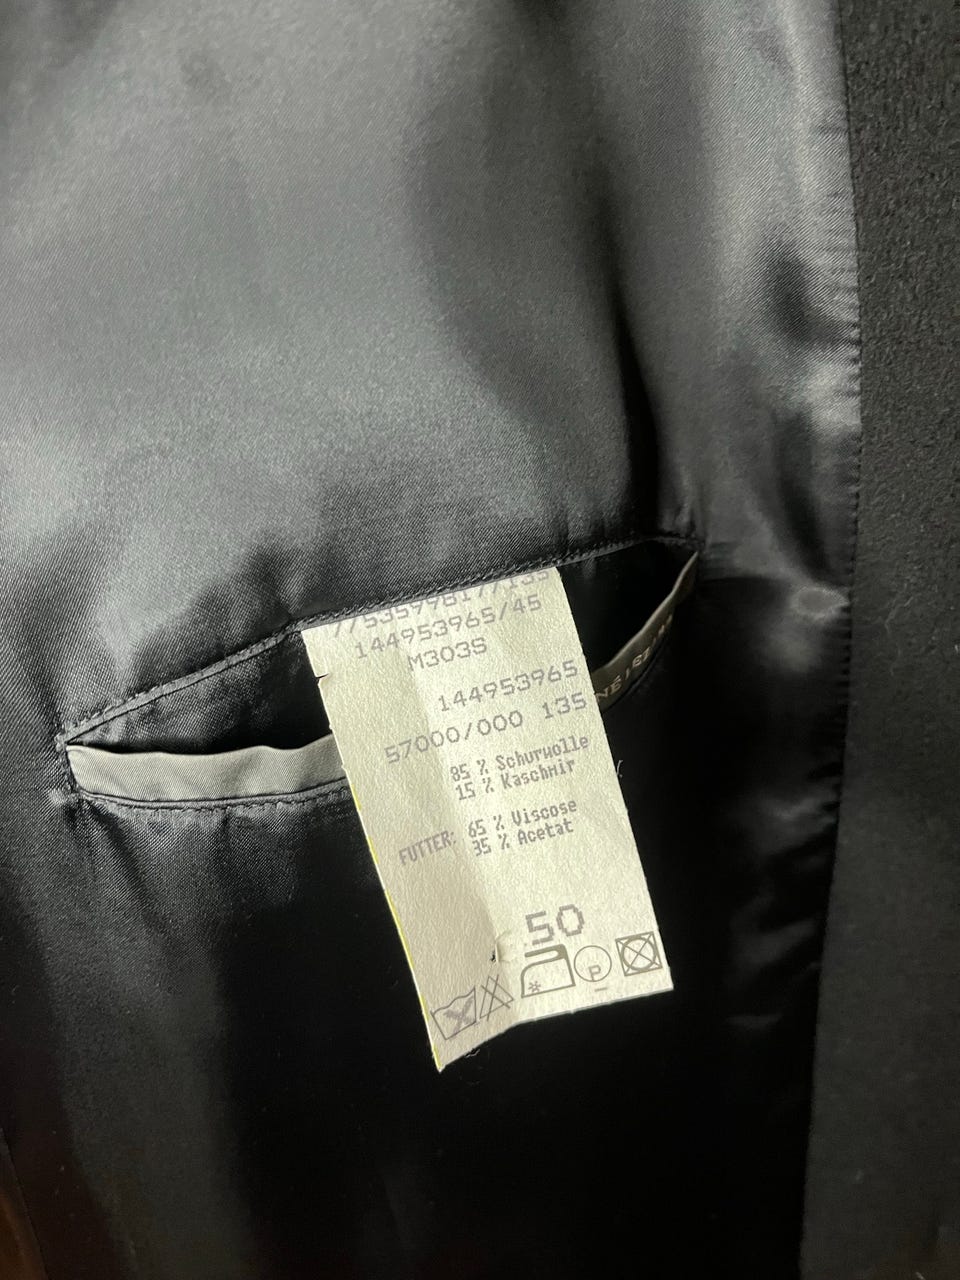 144953965/45
M303S
144953965
57000/000 135
85 % Schurwolle
15 % Kaschmir
FUTTER: 65 % Viscose
35 % Acetat
50
P